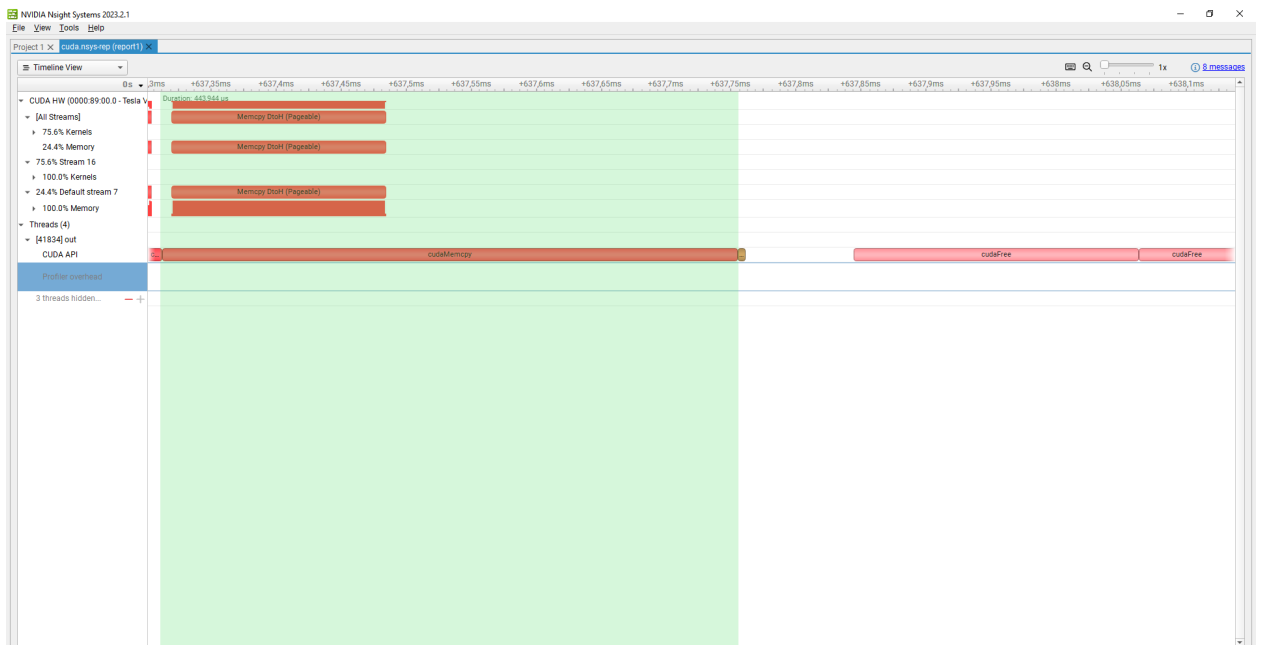 NVIDIA Nsight Systems 2023.2.1
File View Tools Help
Project 1 cuda.nsys-rep (report1)
Timeline View 1x 8 messages
0s 3ms +637,35ms +637,4ms +637,45ms +637,5ms +637,55ms +637,6ms +637,65ms +637,7ms +637,75ms +637,8ms +637,85ms +637,9ms +637,95ms +638ms +638,05ms +638,1ms
CUDA HW (0000:89:00.0 - Tesla V Duration: 443.944 us
[All Streams] Memcpy DtoH (Pageable)
75.6% Kernels
24.4% Memory Memcpy DtoH (Pageable)
75.6% Stream 16
100.0% Kernels
24.4% Default stream 7 Memcpy DtoH (Pageable)
100.0% Memory
Threads (4)
[41834] out
CUDA API cudaMemcpy cudaFree cudaFree
Profiler overhead
3 threads hidden...